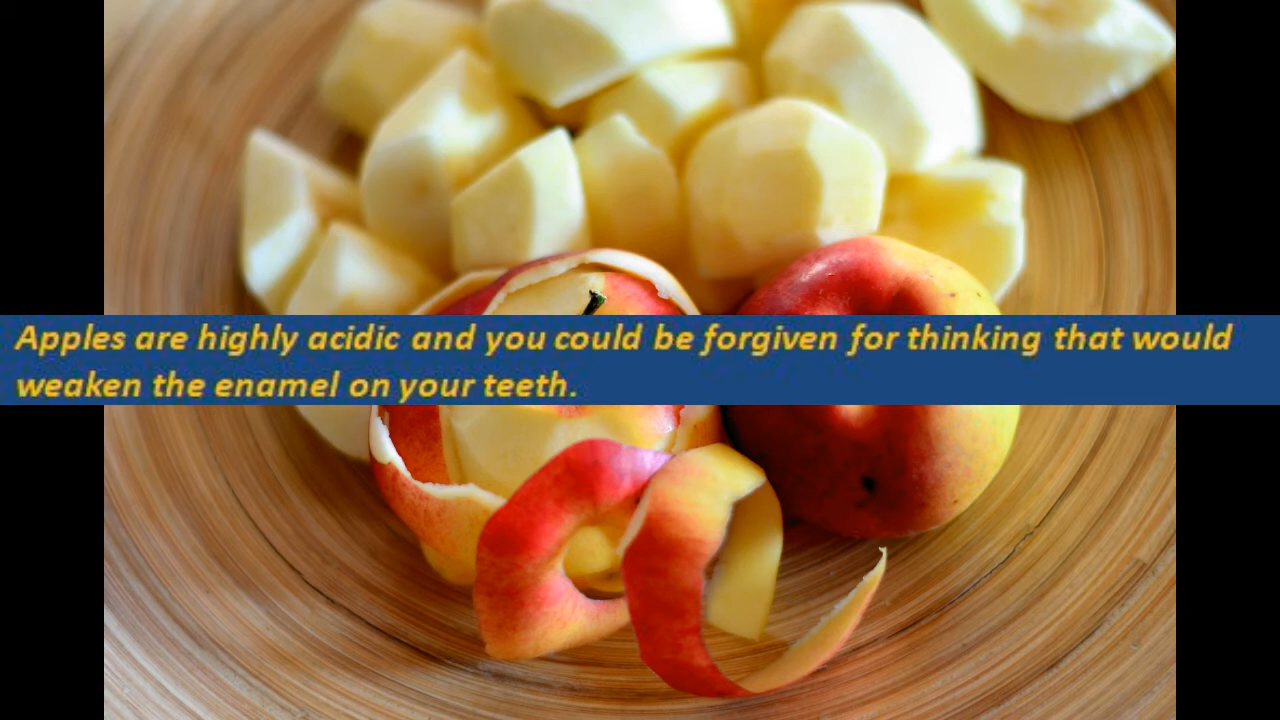 Apples are highly acidic and you could be forgiven for thinking that would
weaken the enamel on your teeth.